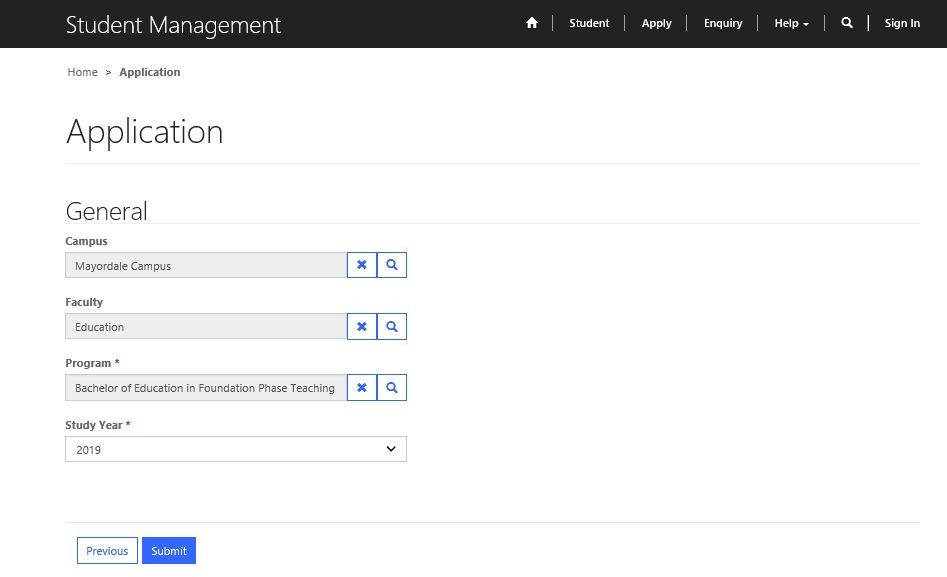 Student Management
Student
Apply
Enquiry
Help
Sign In
Home > Application
Application
General
Campus
Mayordale Campus
Faculty
Education
Program *
Bachelor of Education in Foundation Phase Teaching
Study Year *
2019
Previous
Submit